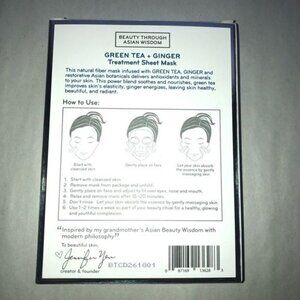 BEAUTY THROUGH
ASIAN WISDOM
GREEN TEA + GINGER
Treatment Sheet Mask
This natural fiber mask infused with GREEN TEA, GINGER and
restorative Asian botanicals delivers antioxidants and minerals
to your skin. This power blend soothes and nourishes, green tea
improves skin's elasticity, ginger energizes, leaving skin healthy,
beautiful, and radiant.
How to Use:
Start with
cleansed skin
Gently place on face
Let your skin absorb
the essence by gently
massaging skin
1 Start with cleansed skin
2 Remove mask from package and unfold.
3 Gently place on face and adjust to fit over eyes, nose and mouth.
4 Relax and remove mask after 15-20 minutes.
5 Don't rinse. Let your skin absorb the essence by gently massaging skin
6 Use 1-2 times a week as part of your beauty ritual for a healthy, glowing
and youthful complexion.
"Inspired by my grandmother's Asian Beauty Wisdom with
modern philosophy"
To beautiful skin,
Jennifer Yen
creator & founder
BTCD261801